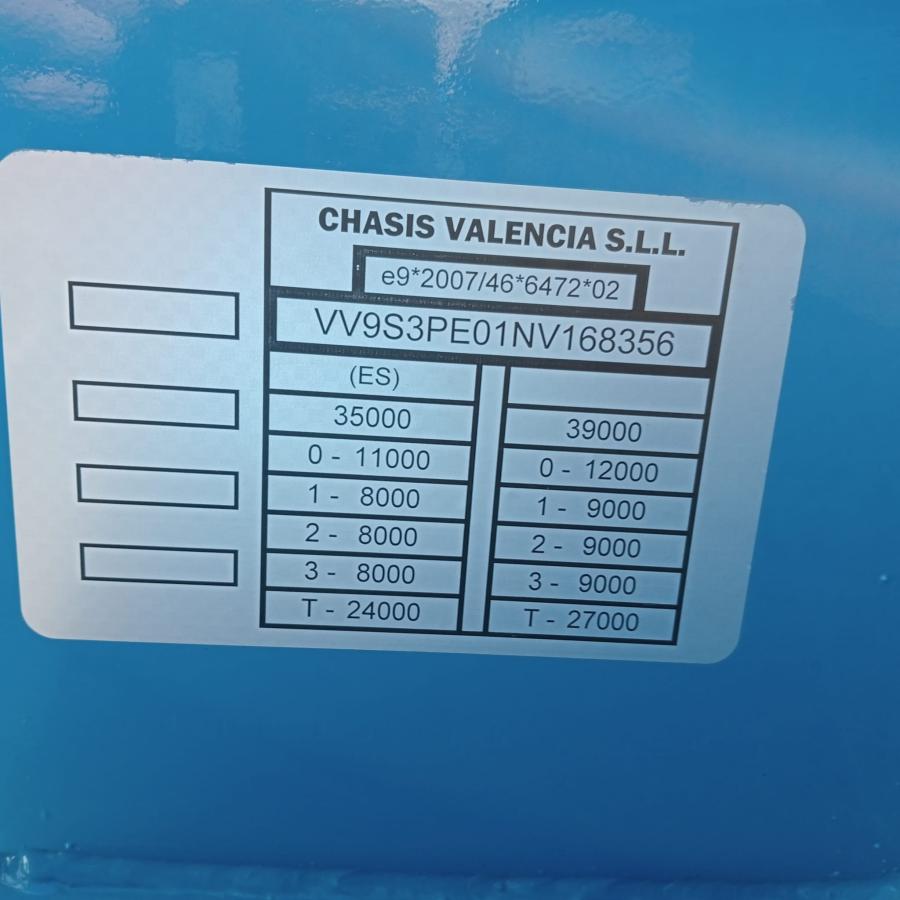 CHASIS VALENCIA S.L.L.
e9*2007/46*6472*02
VV9S3PE01NV168356
(ES)
35000 39000
0 - 11000 0 - 12000
1 - 8000 1 - 9000
2 - 8000 2 - 9000
3 - 8000 3 - 9000
T - 24000 T - 27000